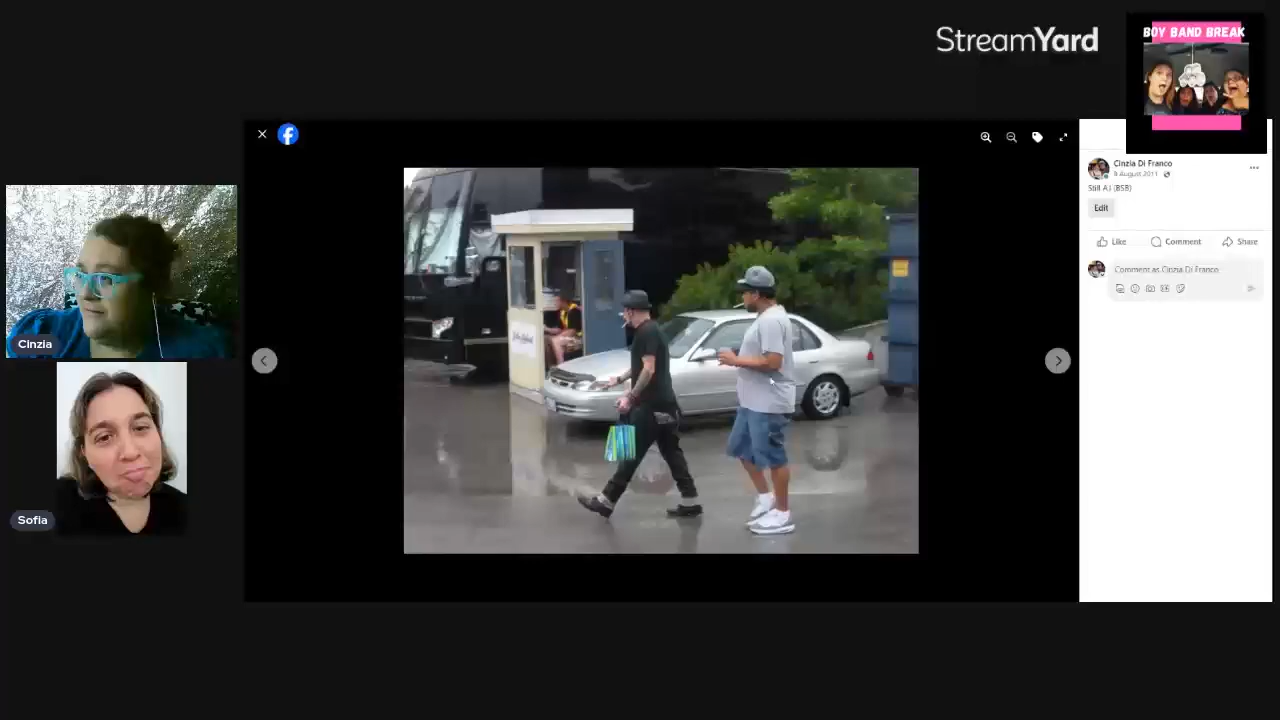 StreamYard
BOY BAND BREAK
Cinzia Di Franco
9 August 2011
Still AJ (BSB)
Edit
Like
Comment
Share
Comment as Cinzia Di Franco
Cinzia
Sofia